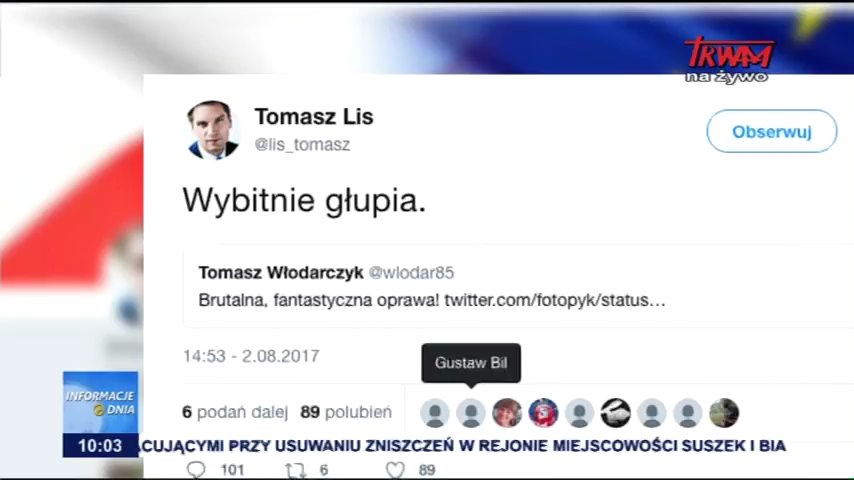 TRWAM
na żywo
Tomasz Lis
@lis_tomasz
Obserwuj
Wybitnie głupia.
Tomasz Włodarczyk @wlodar85
Brutalna, fantastyczna oprawa! twitter.com/fotopyk/status...
14:53 - 2.08.2017
Gustaw Bil
6 podań dalej 89 polubień
INFORMACJE
DNIA
10:03 CUJĄCYMI PRZY USUWANIU ZNISZCZEŃ W REJONIE MIEJSCOWOŚCI SUSZEK I BIA
101 6 89